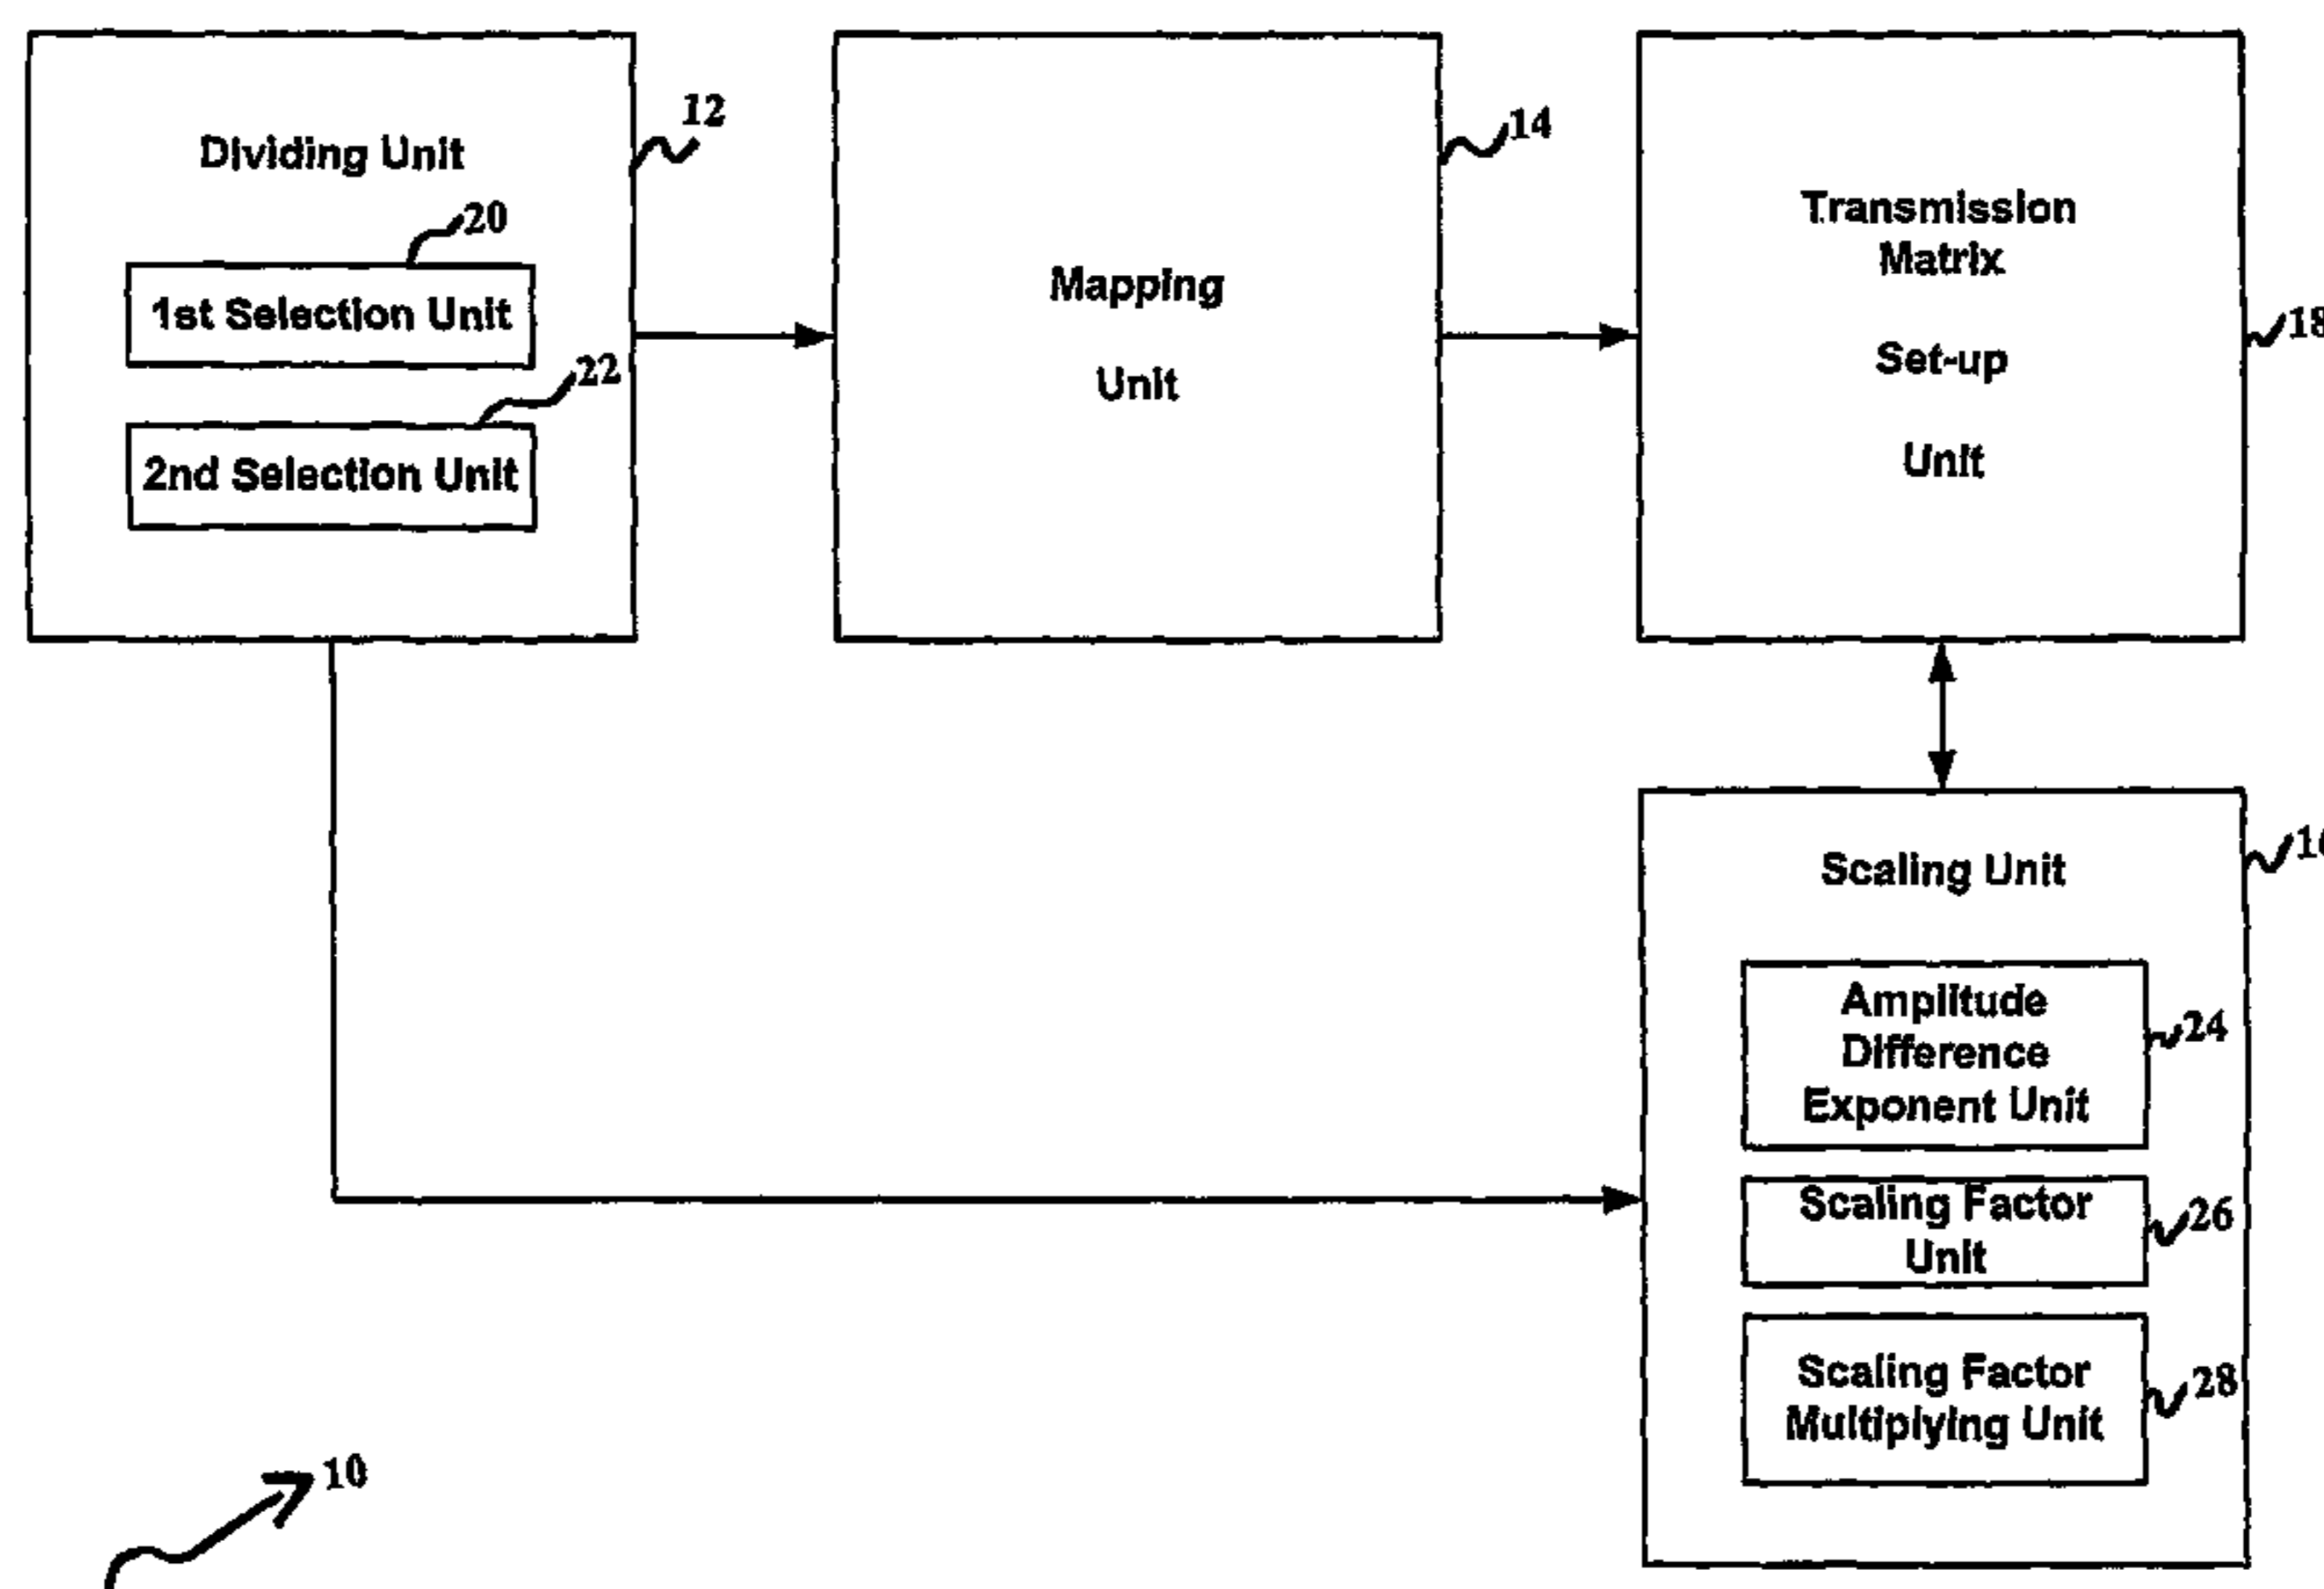 Dividing Unit
12
20
1st Selection Unit
22
2nd Selection Unit
Mapping
Unit
14
Transmission
Matrix
Set-up
Unit
18
Scaling Unit
Amplitude
Difference
Exponent Unit
24
Scaling Factor
Unit
26
Scaling Factor
Multiplying Unit
28
10